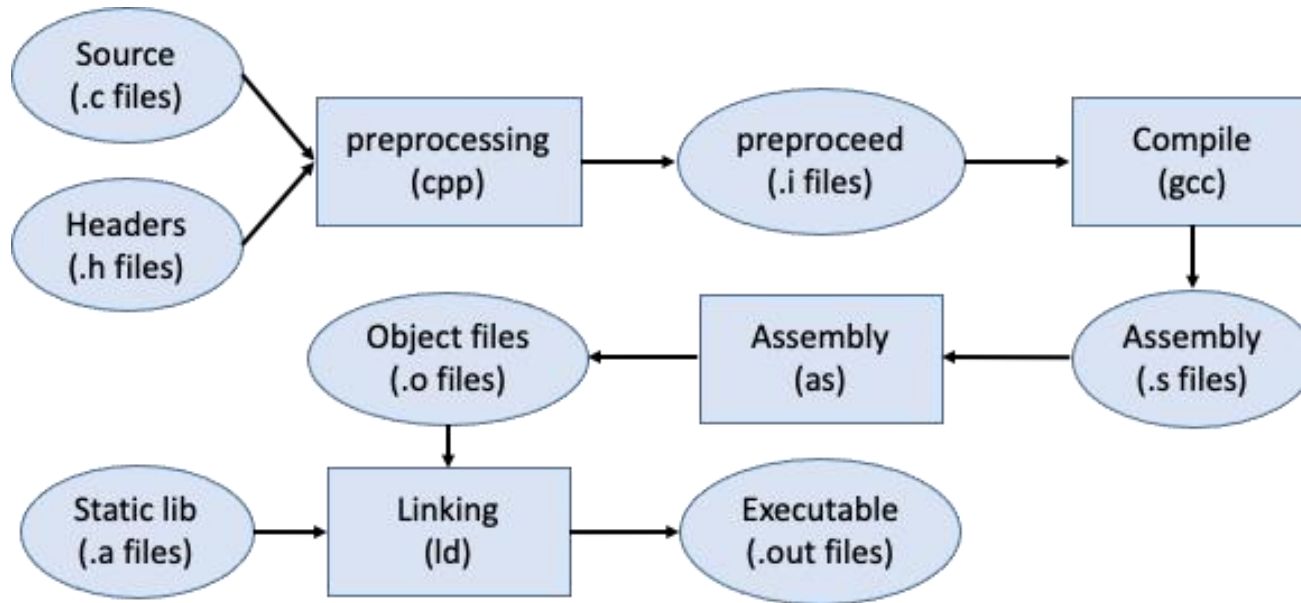 Source
(.c files)
Headers
(.h files)
preprocessing
(cpp)
preproceed
(.i files)
Compile
(gcc)
Assembly
(.s files)
Assembly
(as)
Object files
(.o files)
Static lib
(.a files)
Linking
(ld)
Executable
(.out files)